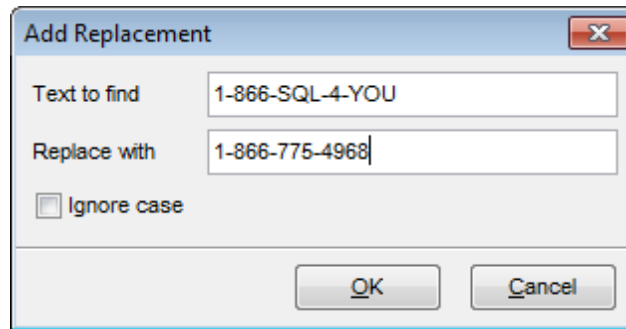 Add Replacement
Text to find 1-866-SQL-4-YOU
Replace with 1-866-775-4968
Ignore case
OK Cancel